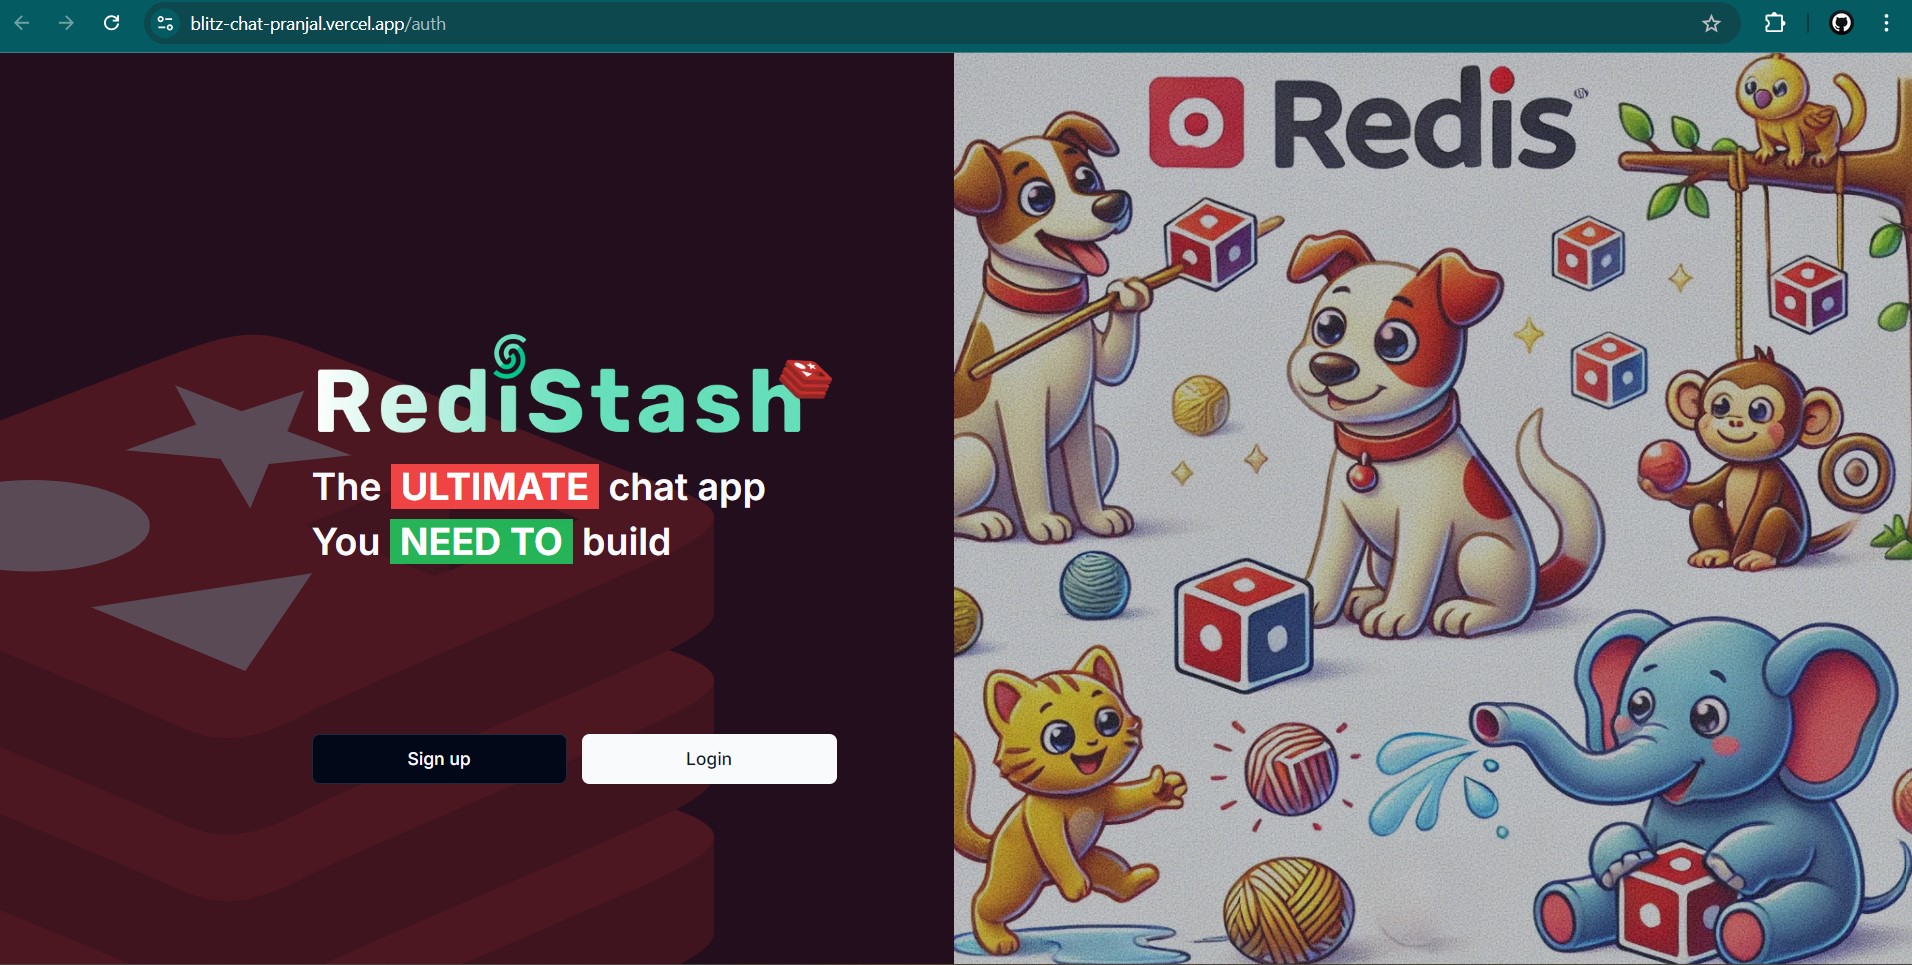 blitz-chat-pranjal.vercel.app/auth
RediStash
The ULTIMATE chat app
You NEED TO build
Sign up
Login
Redis